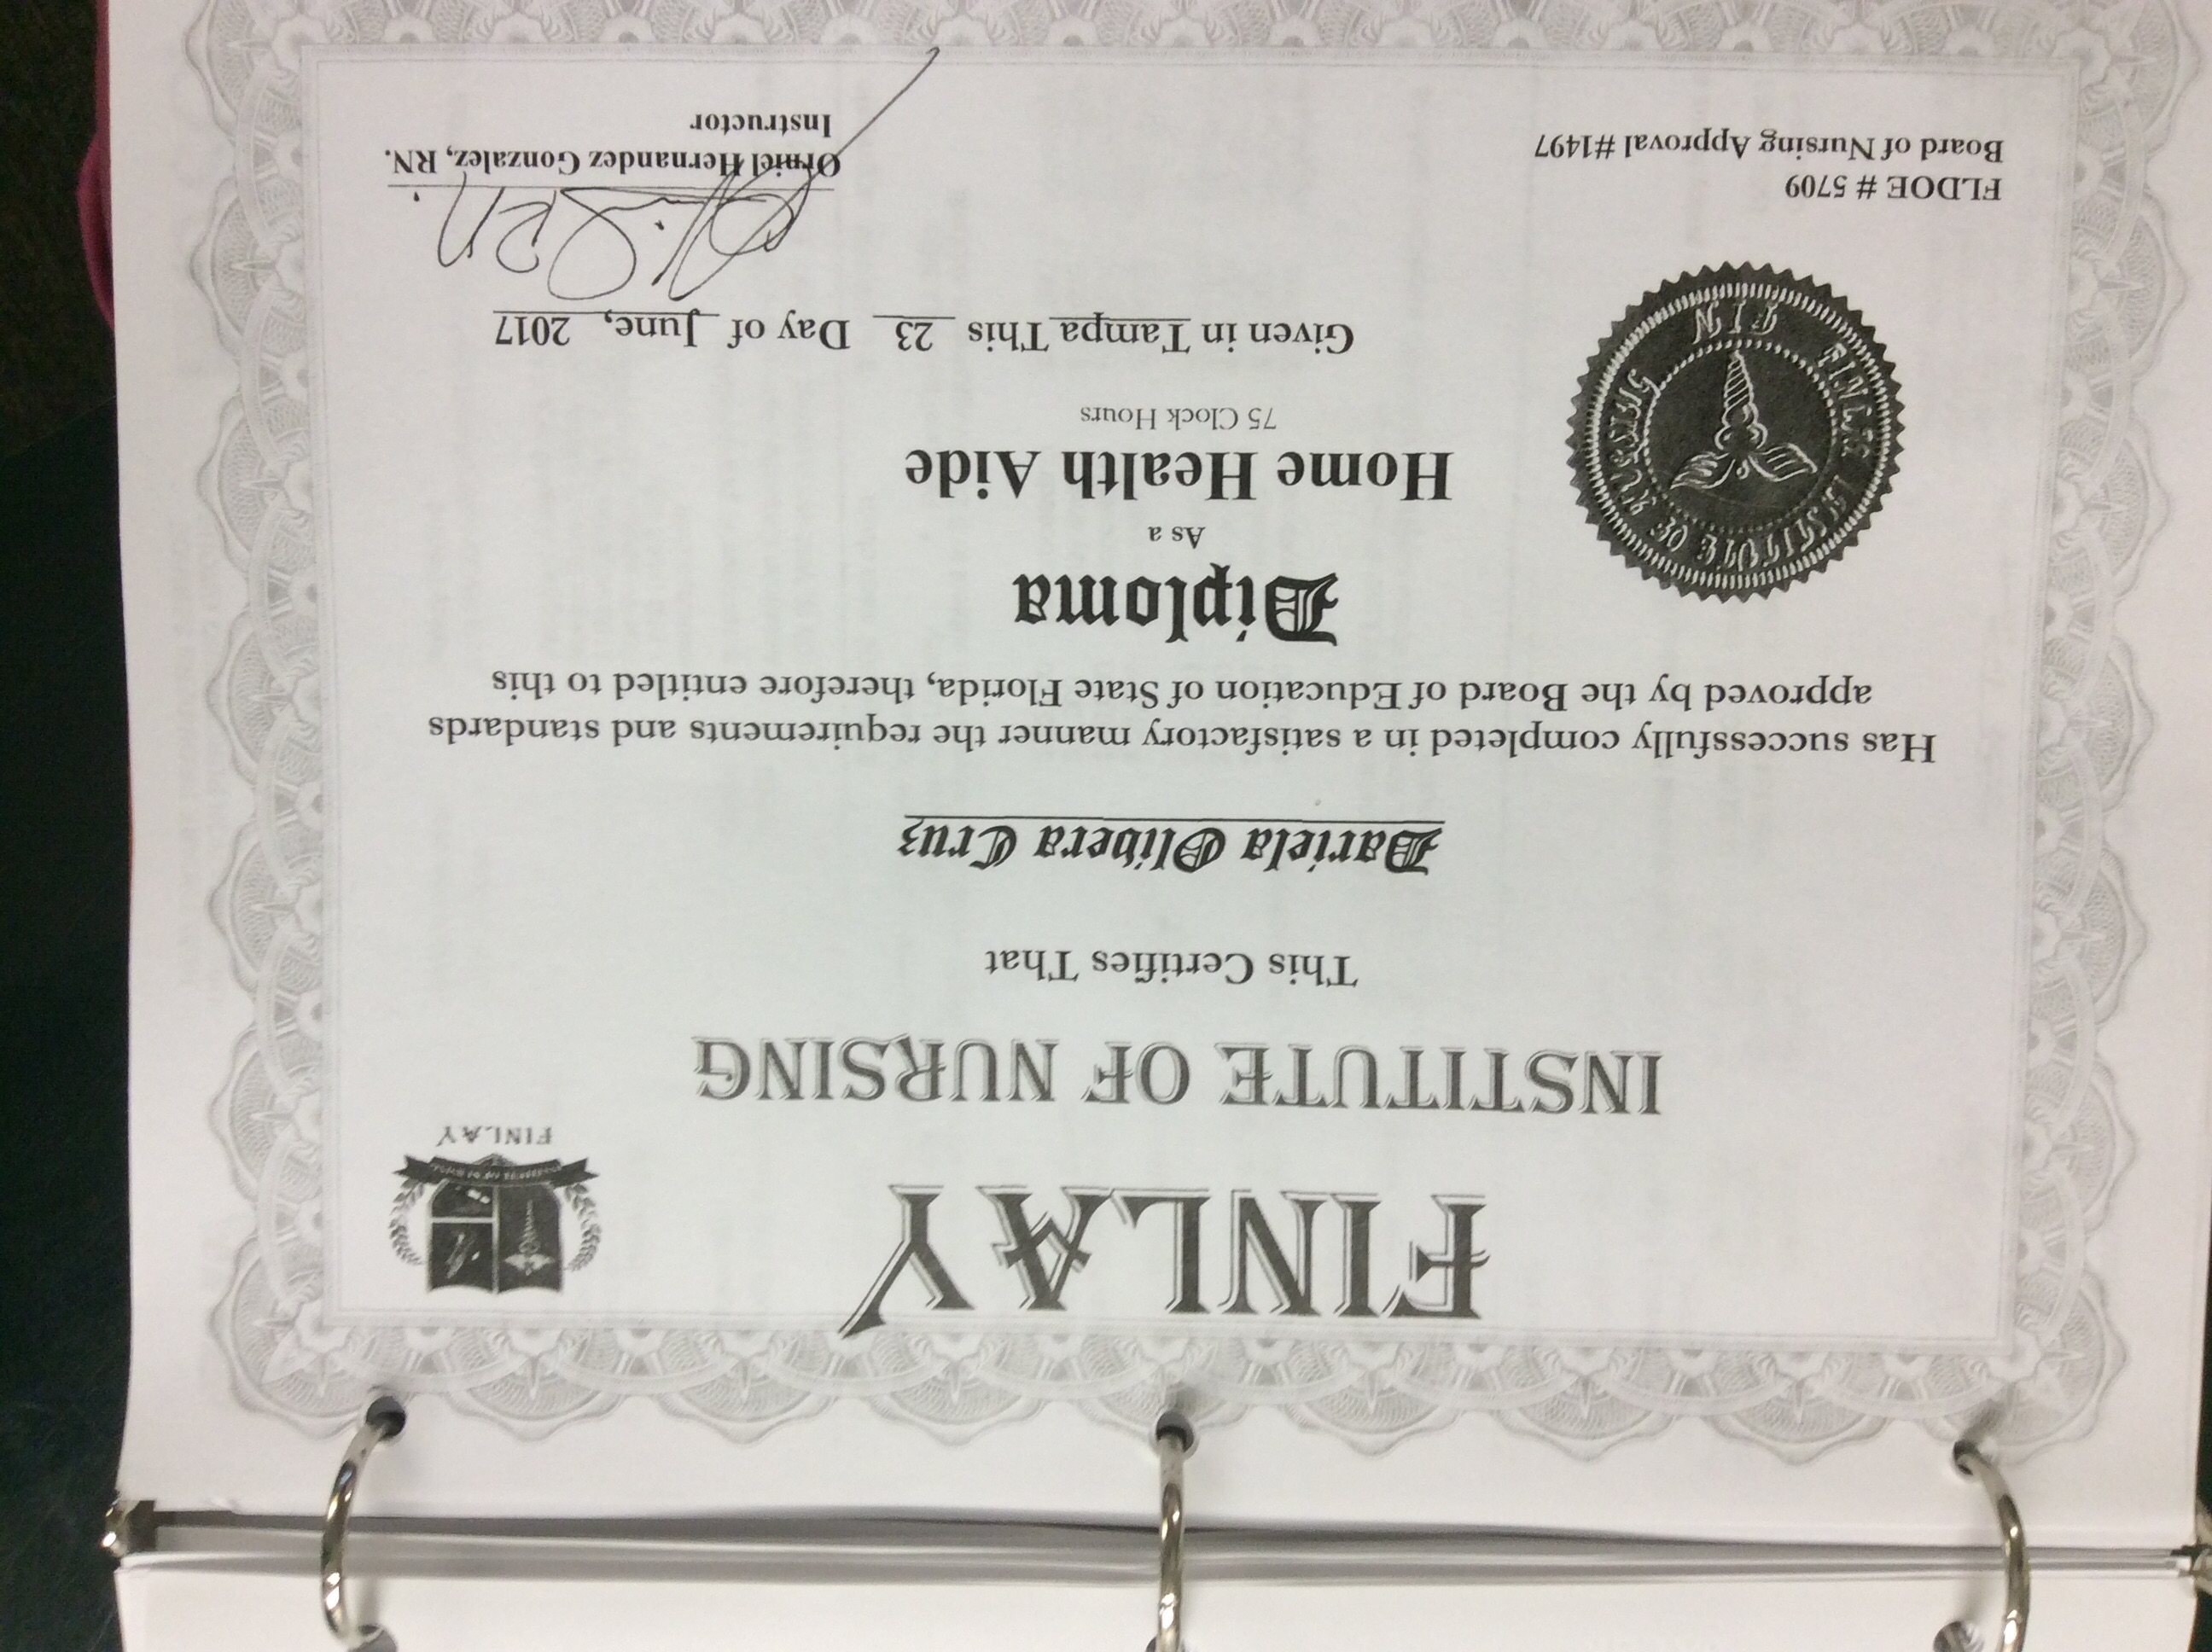 FINLAY
FINLAY
INSTITUTE OF NURSING
This Certifies That
Dariela Olivera Cruz
Has successfully completed in a satisfactory manner the requirements and standards
approved by the Board of Education of State Florida, therefore entitled to this
Diploma
As a
Home Health Aide
75 Clock Hours
FINLAY INSTITUTE OF NURSING
FIN
Given in Tampa This 23 Day of June, 2017
RN.
FLDOE # 5709
Board of Nursing Approval #1497
Orniel Hernandez Gonzalez, RN.
Instructor